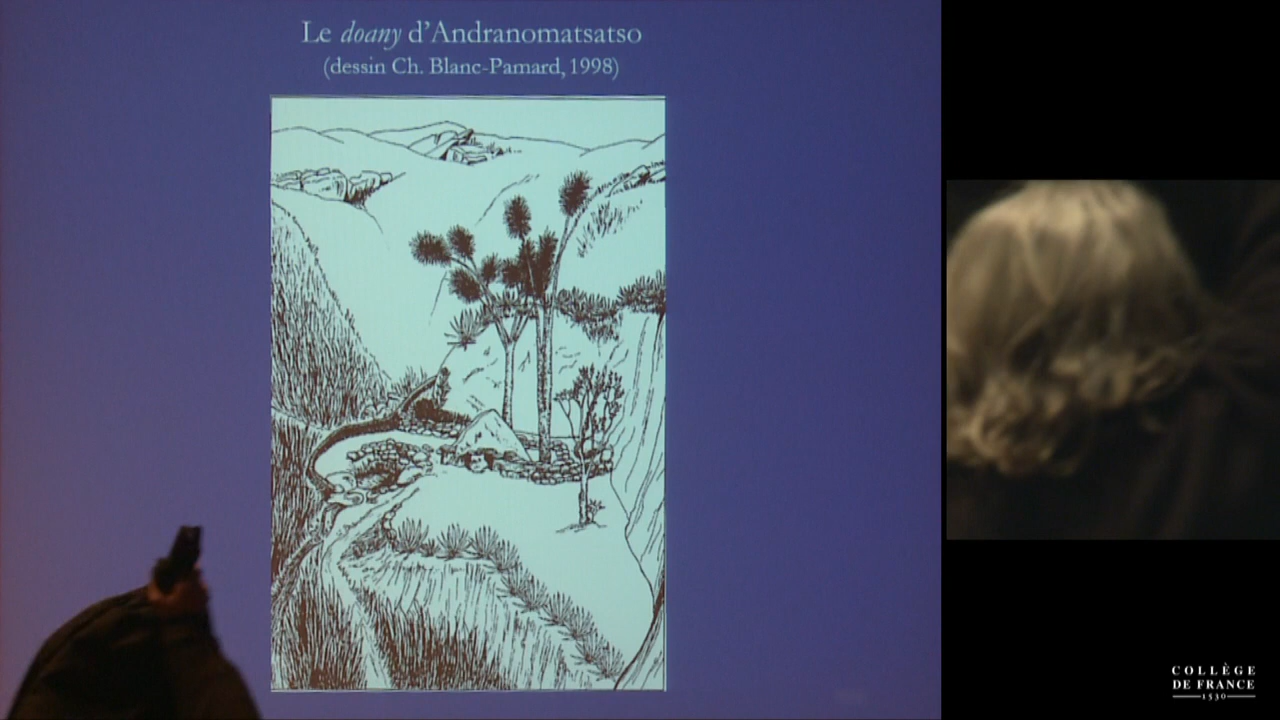 Le doany d'Andranomatsatso
(dessin Ch. Blanc-Pamard, 1998)
COLLÈGE
DE FRANCE
1530